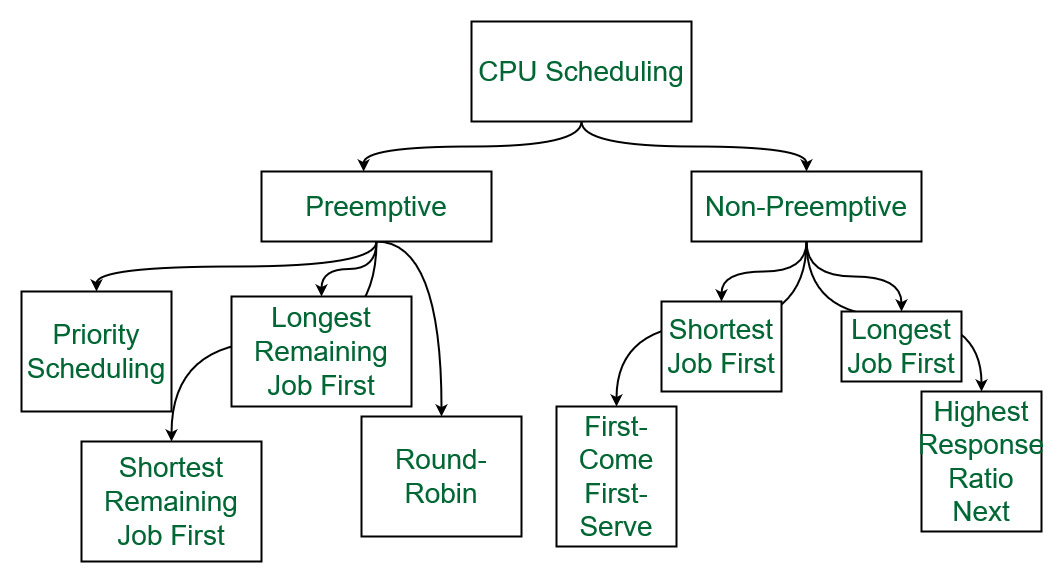 CPU Scheduling
Preemptive
Non-Preemptive
Priority
Scheduling
Longest
Remaining
Job First
Shortest
Job First
Longest
Job First
Shortest
Remaining
Job First
Round-
Robin
First-
Come
First-
Serve
Highest
Response
Ratio
Next